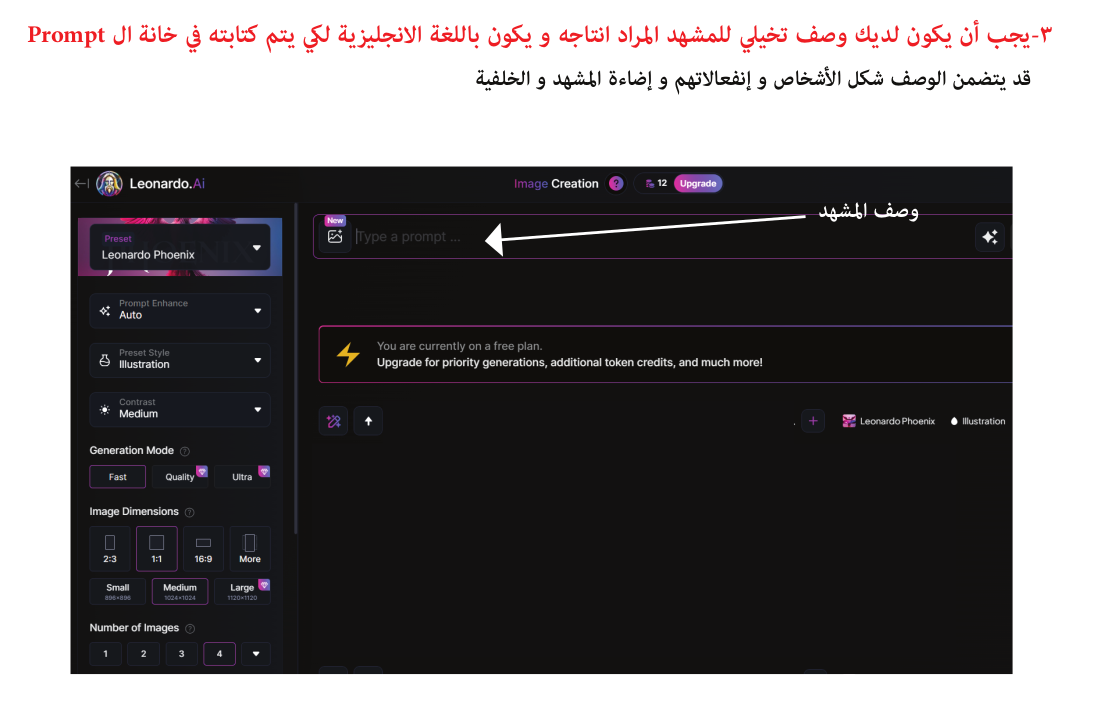 ٣-يجب أن يكون لديك وصف تخيلي للمشهد المراد انتاجه و يكون باللغة الانجليزية لكي يتم كتابته في خانة ال Prompt
قد يتضمن الوصف شكل الأشخاص و إنفعالاتهم و إضاءة المشهد و الخلفية
Leonardo.Ai
Image Creation ? 12 Upgrade
وصف المشهد
New
Type a prompt ...
Preset
Leonardo Phoenix
Prompt Enhance
Auto
Preset Style
Illustration
Contrast
Medium
Generation Mode ?
Fast Quality Ultra
Image Dimensions ?
2:3 1:1 16:9 More
Small Medium Large
896×896 1024×1024 1120×1120
Number of Images ?
1 2 3 4
You are currently on a free plan.
Upgrade for priority generations, additional token credits, and much more!
. + Leonardo Phoenix Illustration